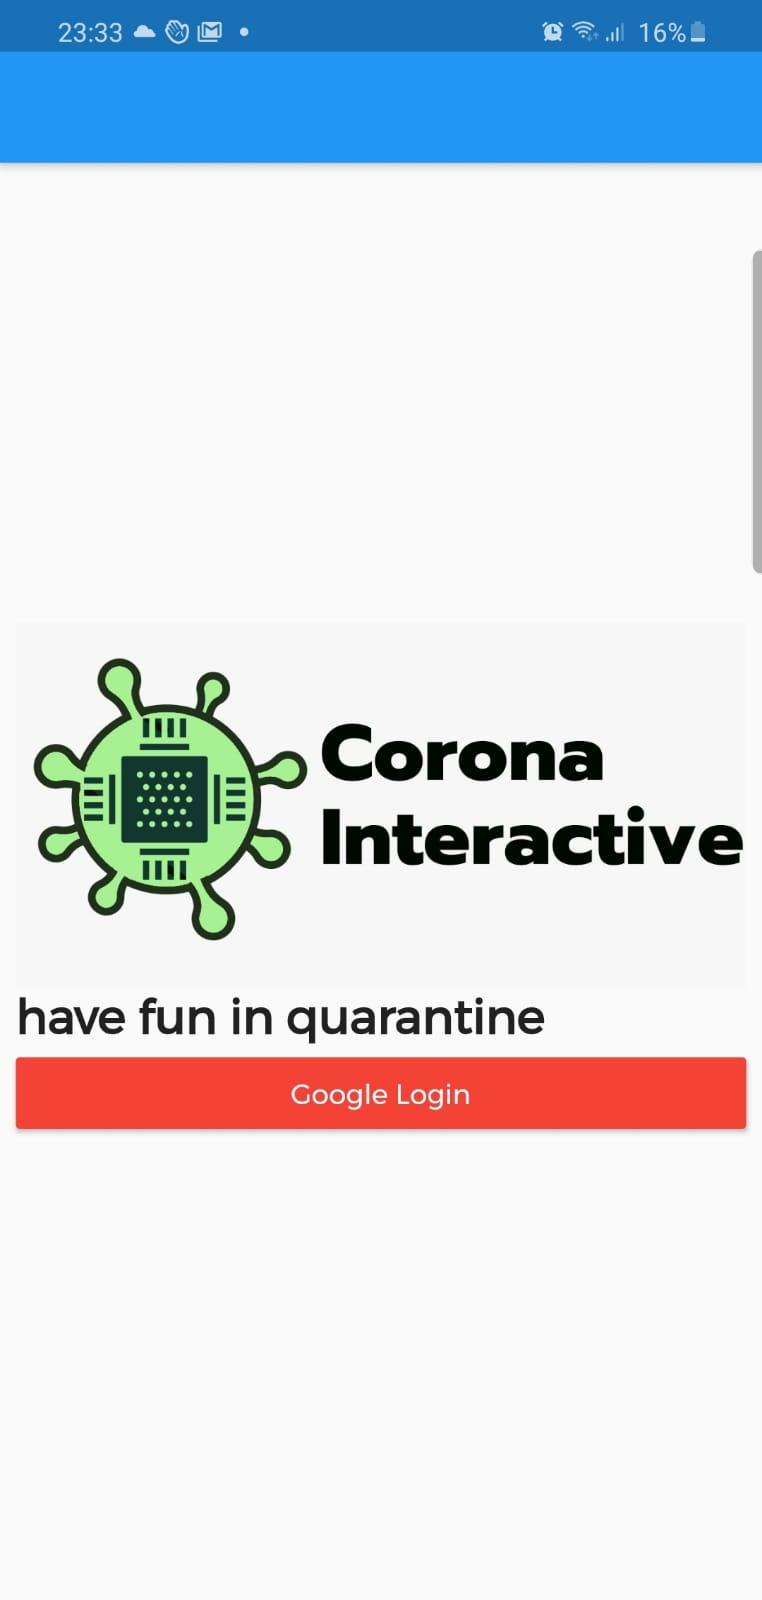 23:33
16%
Corona
Interactive
have fun in quarantine
Google Login